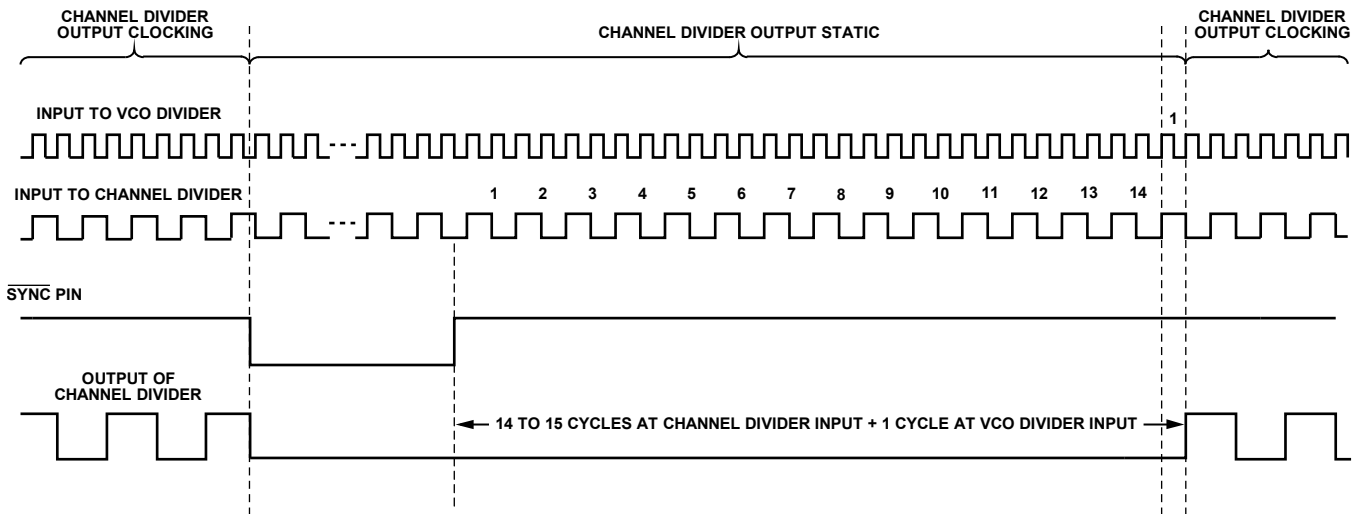 CHANNEL DIVIDER
OUTPUT CLOCKING
CHANNEL DIVIDER OUTPUT STATIC
CHANNEL DIVIDER
OUTPUT CLOCKING
INPUT TO VCO DIVIDER
1
INPUT TO CHANNEL DIVIDER
1 2 3 4 5 6 7 8 9 10 11 12 13 14
SYNC PIN
OUTPUT OF
CHANNEL DIVIDER
14 TO 15 CYCLES AT CHANNEL DIVIDER INPUT + 1 CYCLE AT VCO DIVIDER INPUT